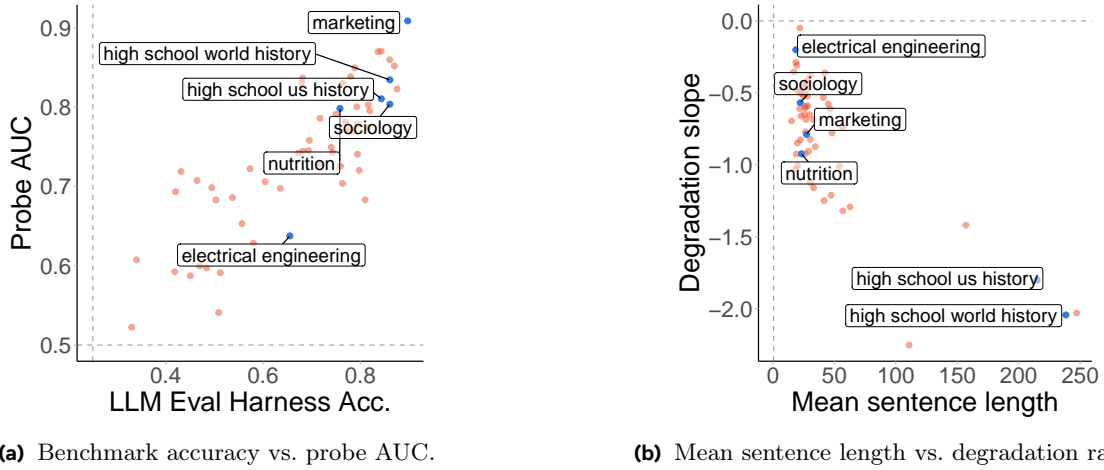 0.9
0.8
0.7
0.6
0.5
Probe AUC
marketing
high school world history
high school us history
sociology
nutrition
electrical engineering
0.4 0.6 0.8
LLM Eval Harness Acc.
(a) Benchmark accuracy vs. probe AUC.
0.0
−0.5
−1.0
−1.5
−2.0
Degradation slope
electrical engineering
sociology
marketing
nutrition
high school us history
high school world history
0 50 100 150 200 250
Mean sentence length
(b) Mean sentence length vs. degradation ra